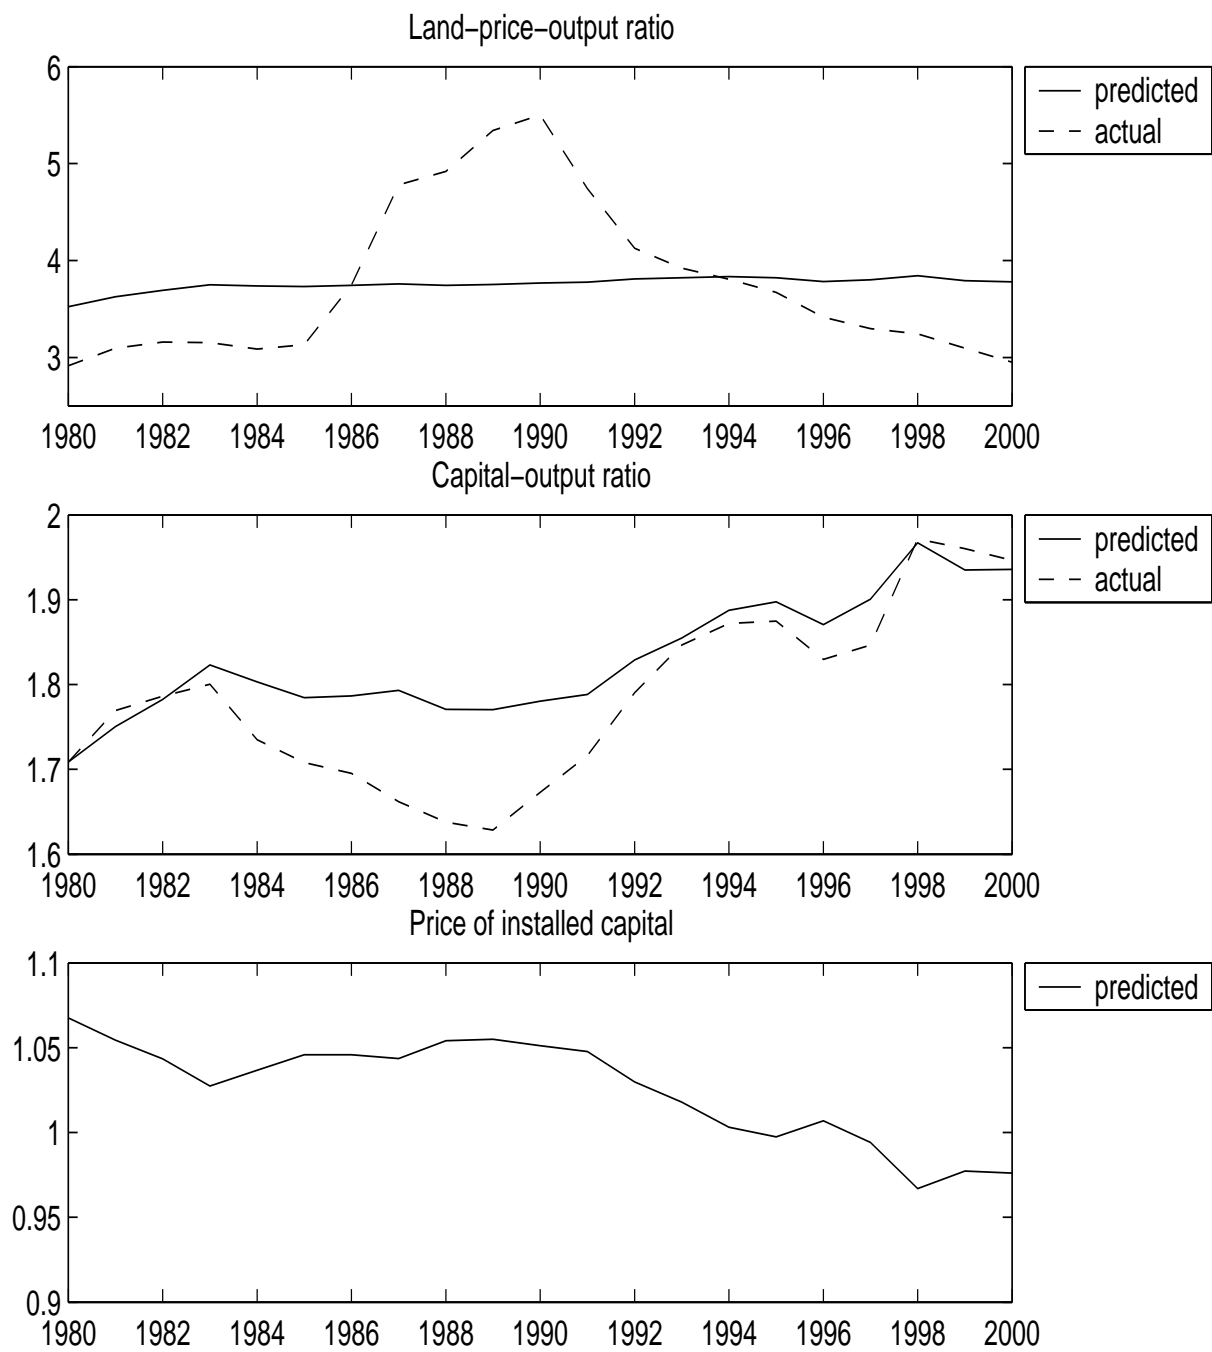 Land-price-output ratio
6
5
4
3
predicted
actual
1980 1982 1984 1986 1988 1990 1992 1994 1996 1998 2000
Capital-output ratio
2
1.9
1.8
1.7
1.6
predicted
actual
1980 1982 1984 1986 1988 1990 1992 1994 1996 1998 2000
Price of installed capital
1.1
1.05
1
0.95
0.9
predicted
1980 1982 1984 1986 1988 1990 1992 1994 1996 1998 2000